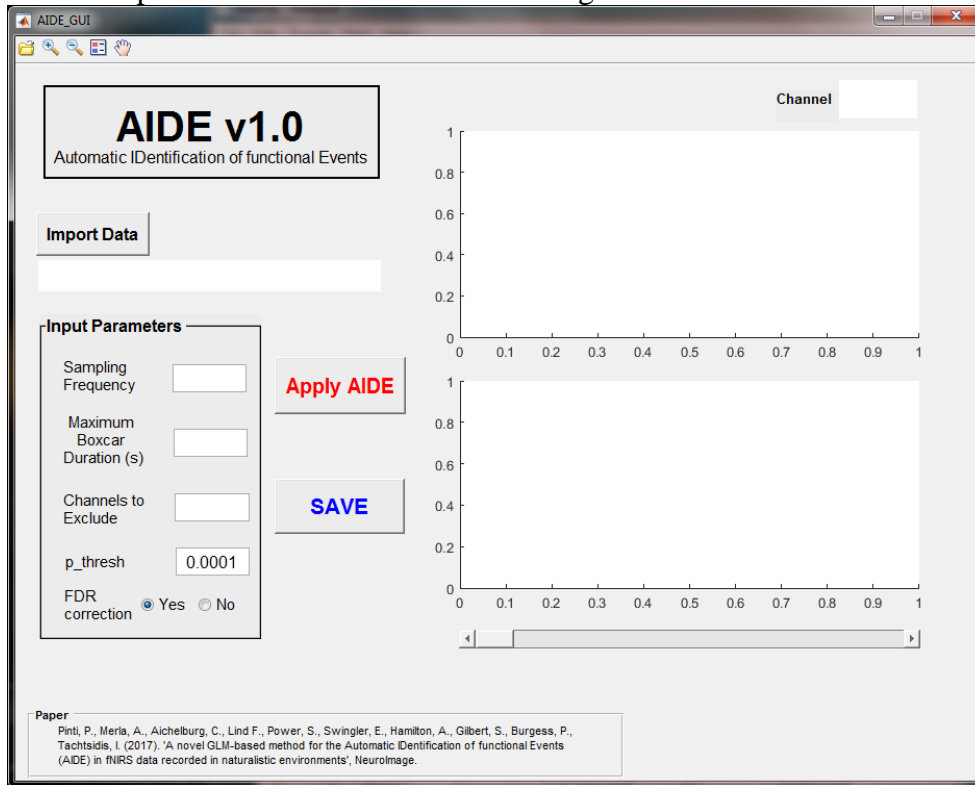 AIDE_GUI
AIDE v1.0
Automatic IDentification of functional Events
Import Data
Input Parameters
Sampling
Frequency
Maximum
Boxcar
Duration (s)
Channels to
Exclude
p_thresh 0.0001
FDR
correction Yes No
Apply AIDE
SAVE
Channel
1
0.8
0.6
0.4
0.2
0
0 0.1 0.2 0.3 0.4 0.5 0.6 0.7 0.8 0.9 1
1
0.8
0.6
0.4
0.2
0
0 0.1 0.2 0.3 0.4 0.5 0.6 0.7 0.8 0.9 1
Paper
Pinti, P., Merla, A., Aichelburg, C., Lind F., Power, S., Swingler, E., Hamilton, A., Gilbert, S., Burgess, P.,
Tachtsidis, I. (2017). 'A novel GLM-based method for the Automatic IDentification of functional Events
(AIDE) in fNIRS data recorded in naturalistic environments', NeuroImage.